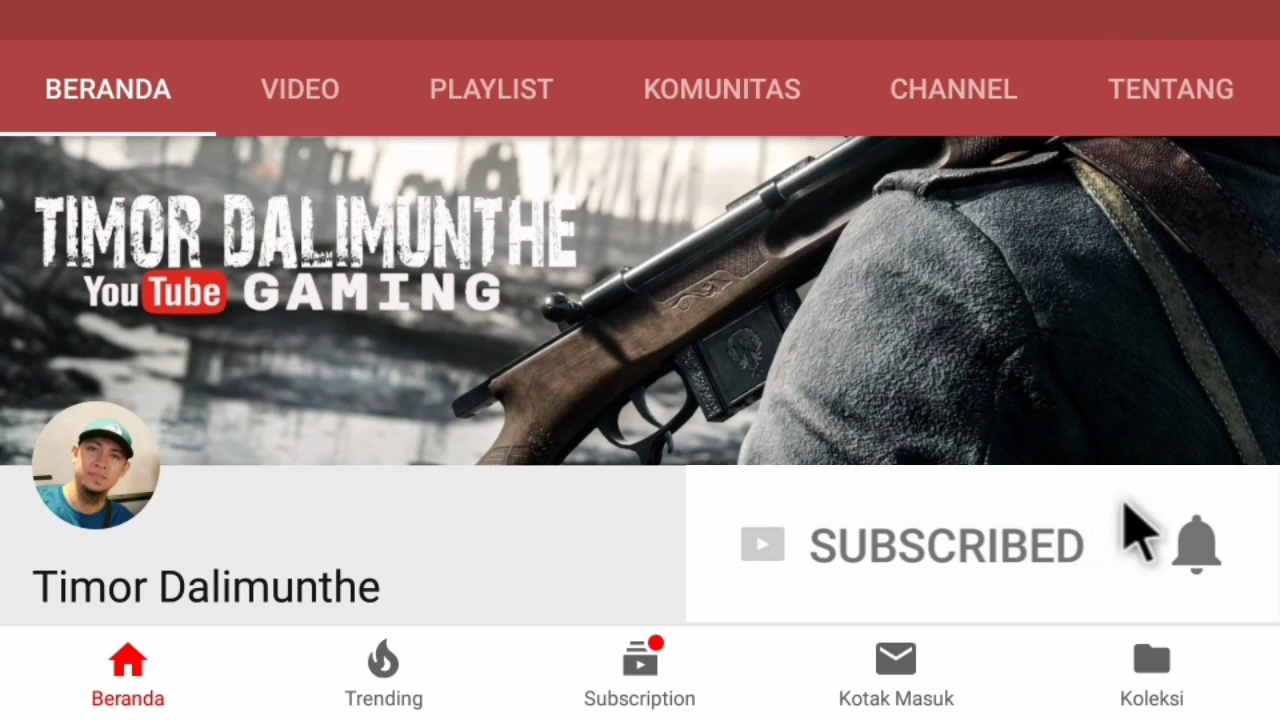 BERANDA VIDEO PLAYLIST KOMUNITAS CHANNEL TENTANG
TIMOR DALIMUNTHE
YouTube GAMING
SUBSCRIBED
Timor Dalimunthe
Beranda Trending Subscription Kotak Masuk Koleksi